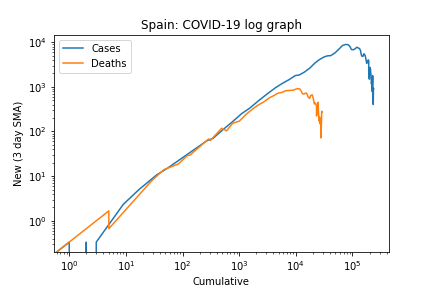 Spain: COVID-19 log graph
Cases
Deaths
New (3 day SMA)
10⁴
10³
10²
10¹
10⁰
10⁰ 10¹ 10² 10³ 10⁴ 10⁵
Cumulative